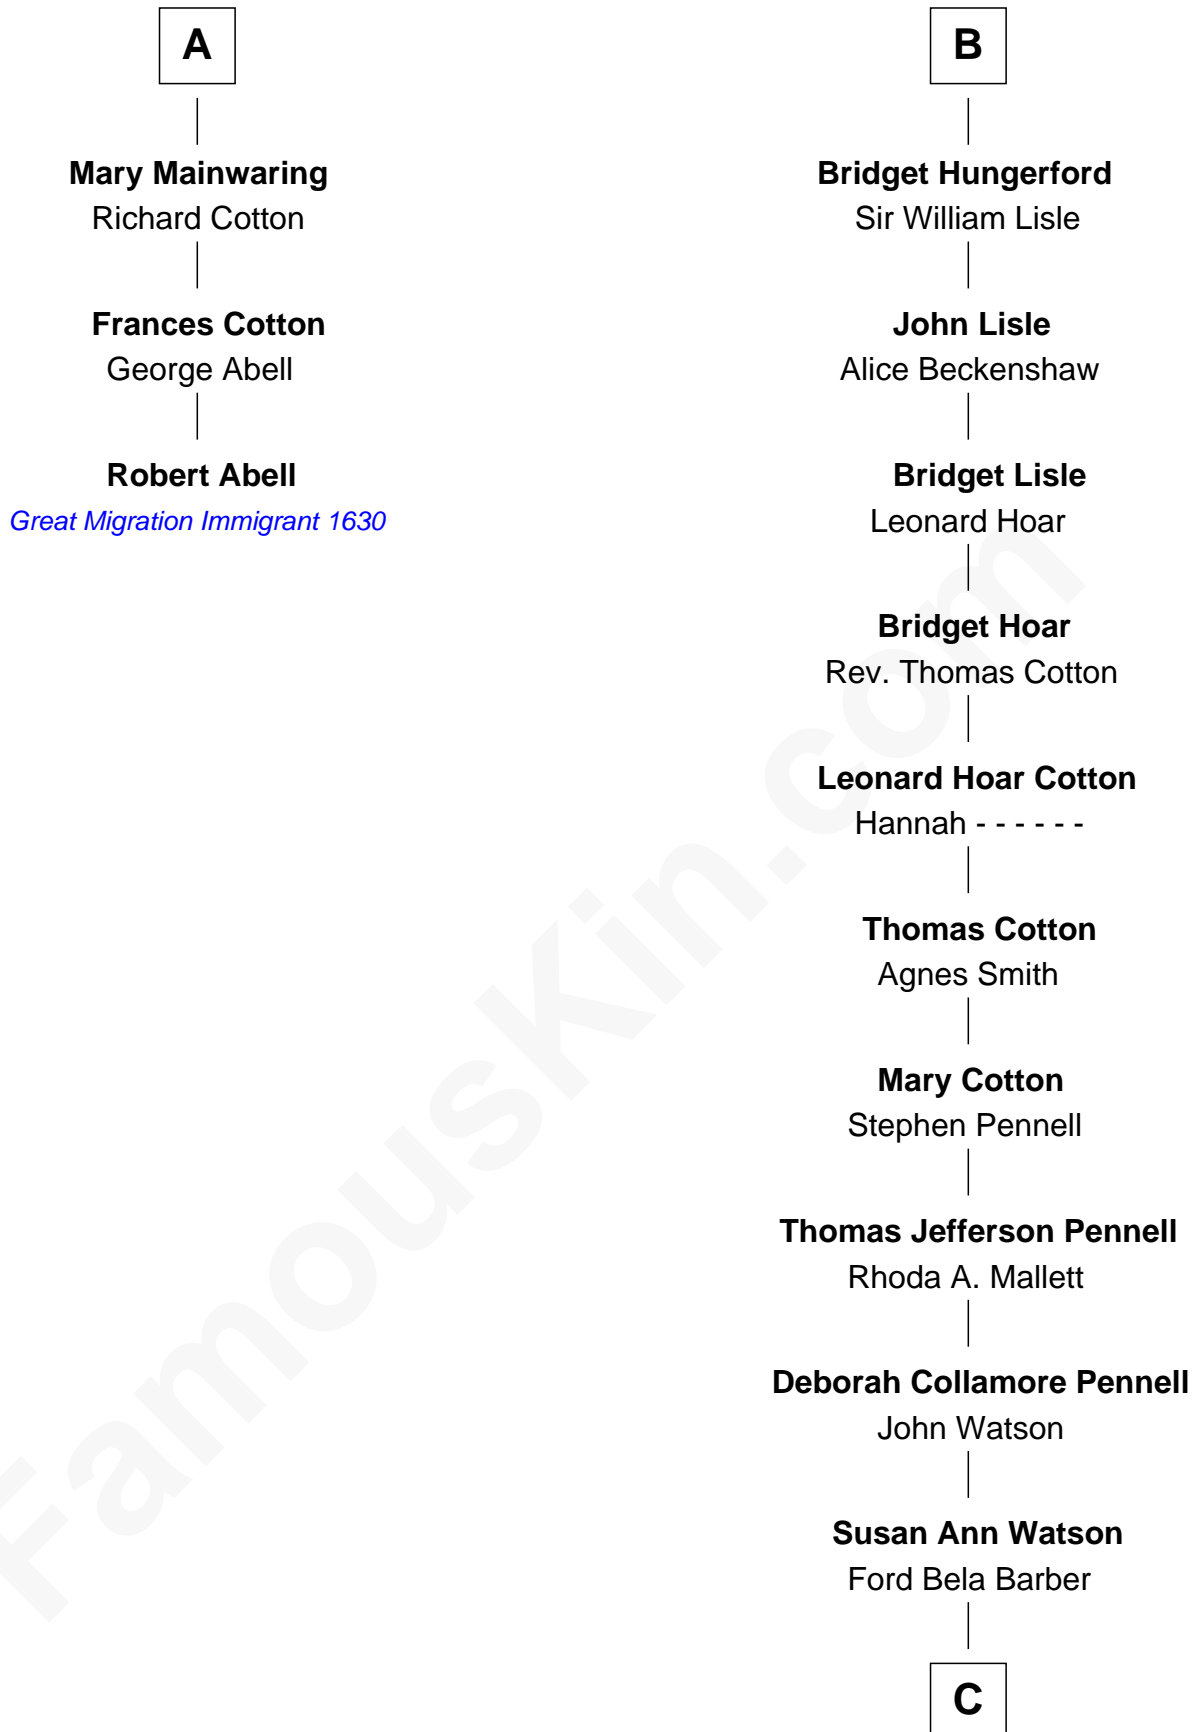 A
Mary Mainwaring
Richard Cotton
Frances Cotton
George Abell
Robert Abell
Great Migration Immigrant 1630
B
Bridget Hungerford
Sir William Lisle
John Lisle
Alice Beckenshaw
Bridget Lisle
Leonard Hoar
Bridget Hoar
Rev. Thomas Cotton
Leonard Hoar Cotton
Hannah - - - - - -
Thomas Cotton
Agnes Smith
Mary Cotton
Stephen Pennell
Thomas Jefferson Pennell
Rhoda A. Mallett
Deborah Collamore Pennell
John Watson
Susan Ann Watson
Ford Bela Barber
C
FamousKin.com